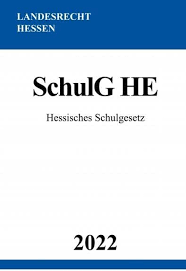 LANDESRECHT
HESSEN
SchulG HE
Hessisches Schulgesetz
2022